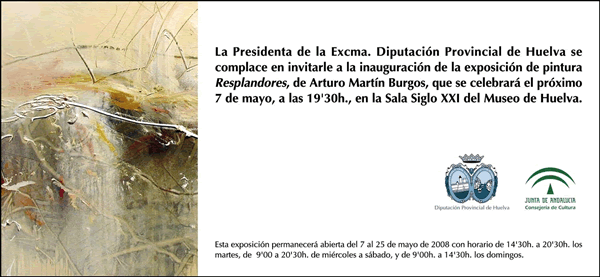 La Presidenta de la Excma. Diputación Provincial de Huelva se
complace en invitarle a la inauguración de la exposición de pintura
Resplandores, de Arturo Martín Burgos, que se celebrará el próximo
7 de mayo, a las 19'30h., en la Sala Siglo XXI del Museo de Huelva.
Diputación Provincial de Huelva
JUNTA DE ANDALUCIA
Consejería de Cultura
Esta exposición permanecerá abierta del 7 al 25 de mayo de 2008 con horario de 14'30h. a 20'30h. los
martes, de 9'00 a 20'30h. de miércoles a sábado, y de 9'00h. a 14'30h. los domingos.